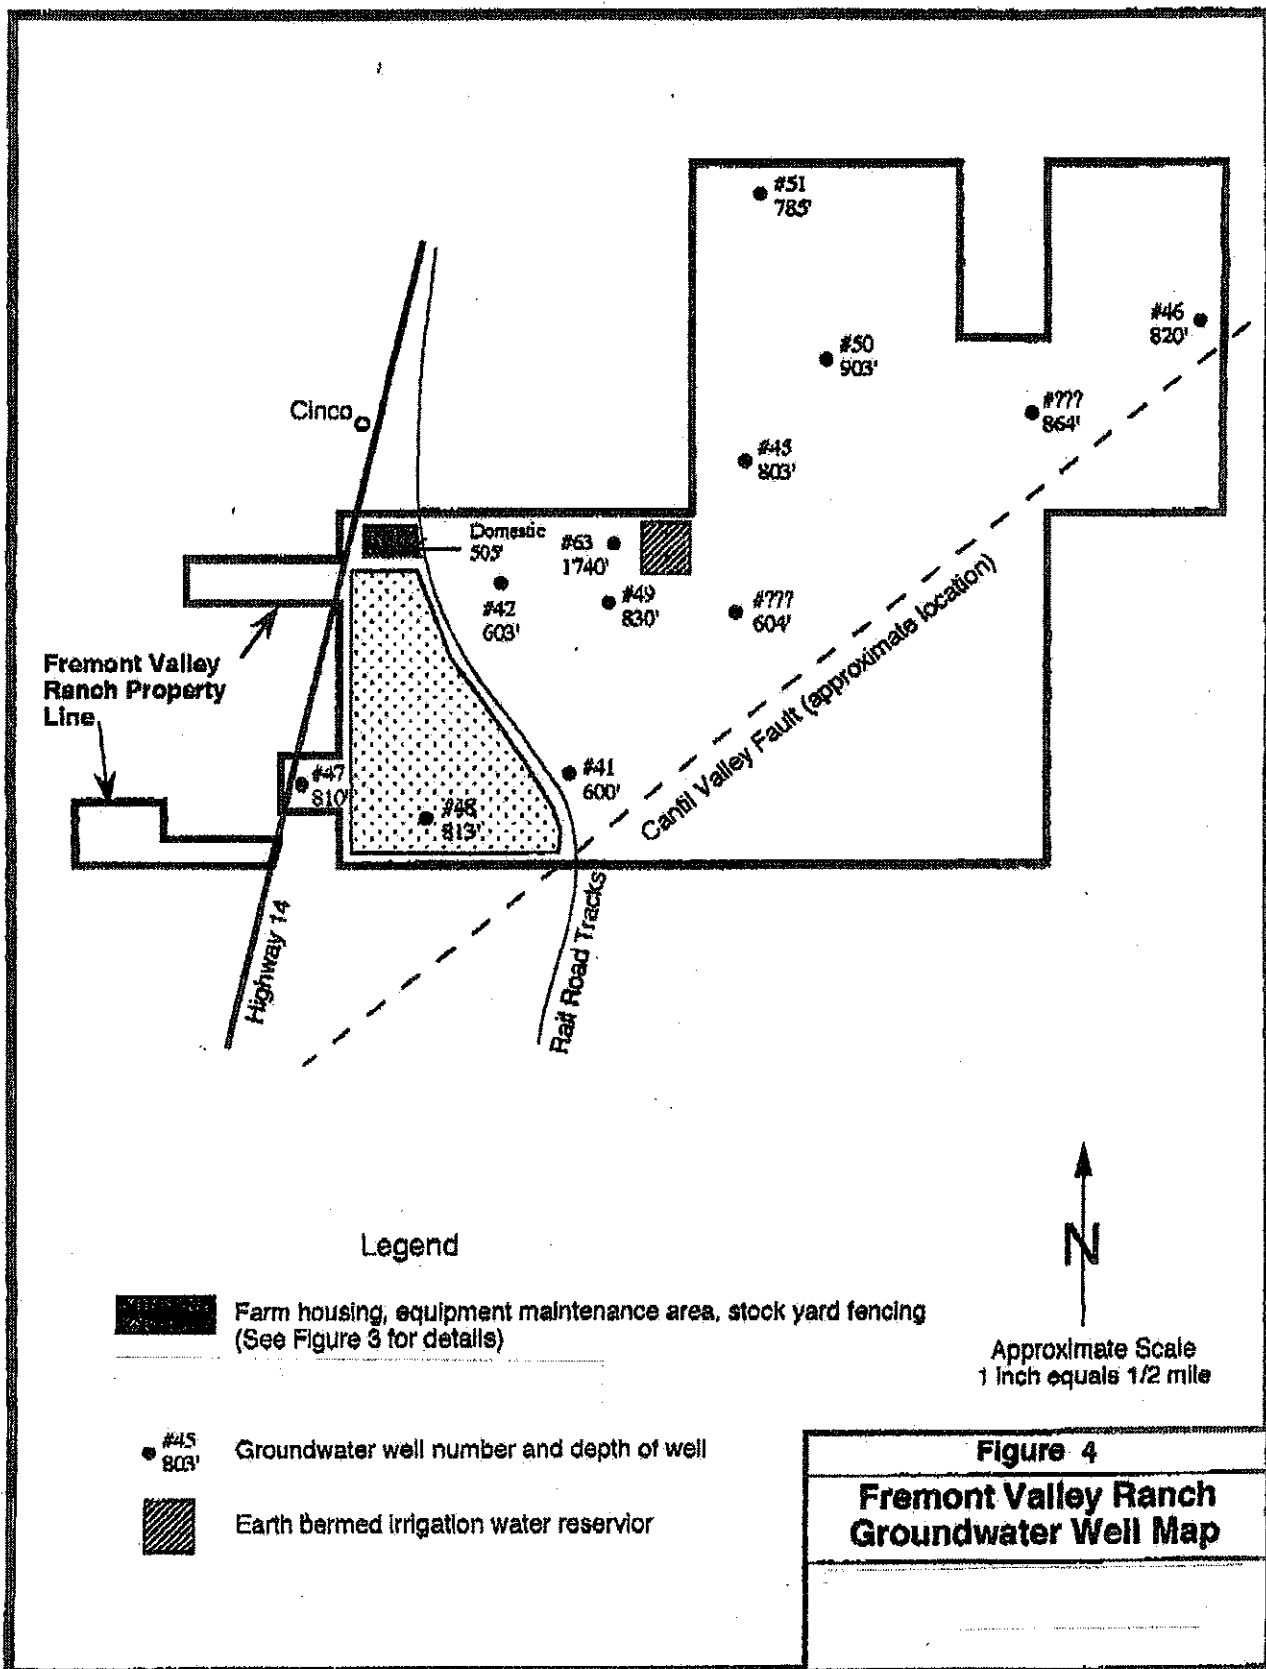 #51
785'
#46
820'
#50
903'
#???
864'
Cinco
#45
803'
Domestic
505'
#63
1740'
#42
603'
#49
830'
#???
604'
Cantil Valley Fault (approximate location)
Fremont Valley
Ranch Property
Line
#47
810'
#48
813'
#41
600'
Highway 14
Rail Road Tracks
N
Legend
Farm housing, equipment maintenance area, stock yard fencing
(See Figure 3 for details)
Approximate Scale
1 inch equals 1/2 mile
#45
803'
Groundwater well number and depth of well
Earth bermed irrigation water reservior
Figure 4
Fremont Valley Ranch
Groundwater Well Map